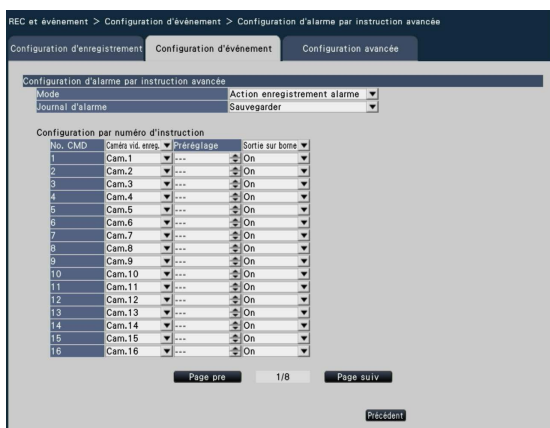 REC et événement > Configuration d'événement > Configuration d'alarme par instruction avancée
Configuration d'enregistrement Configuration d'événement Configuration avancée
Configuration d'alarme par instruction avancée
Mode Action enregistrement alarme
Journal d'alarme Sauvegarder
Configuration par numéro d'instruction
No. CMD Caméra vid. enreg. Préréglage Sortie sur borne
1 Cam.1 --- On
2 Cam.2 --- On
3 Cam.3 --- On
4 Cam.4 --- On
5 Cam.5 --- On
6 Cam.6 --- On
7 Cam.7 --- On
8 Cam.8 --- On
9 Cam.9 --- On
10 Cam.10 --- On
11 Cam.11 --- On
12 Cam.12 --- On
13 Cam.13 --- On
14 Cam.14 --- On
15 Cam.15 --- On
16 Cam.16 --- On
Page pre 1/8 Page suiv
Précédent